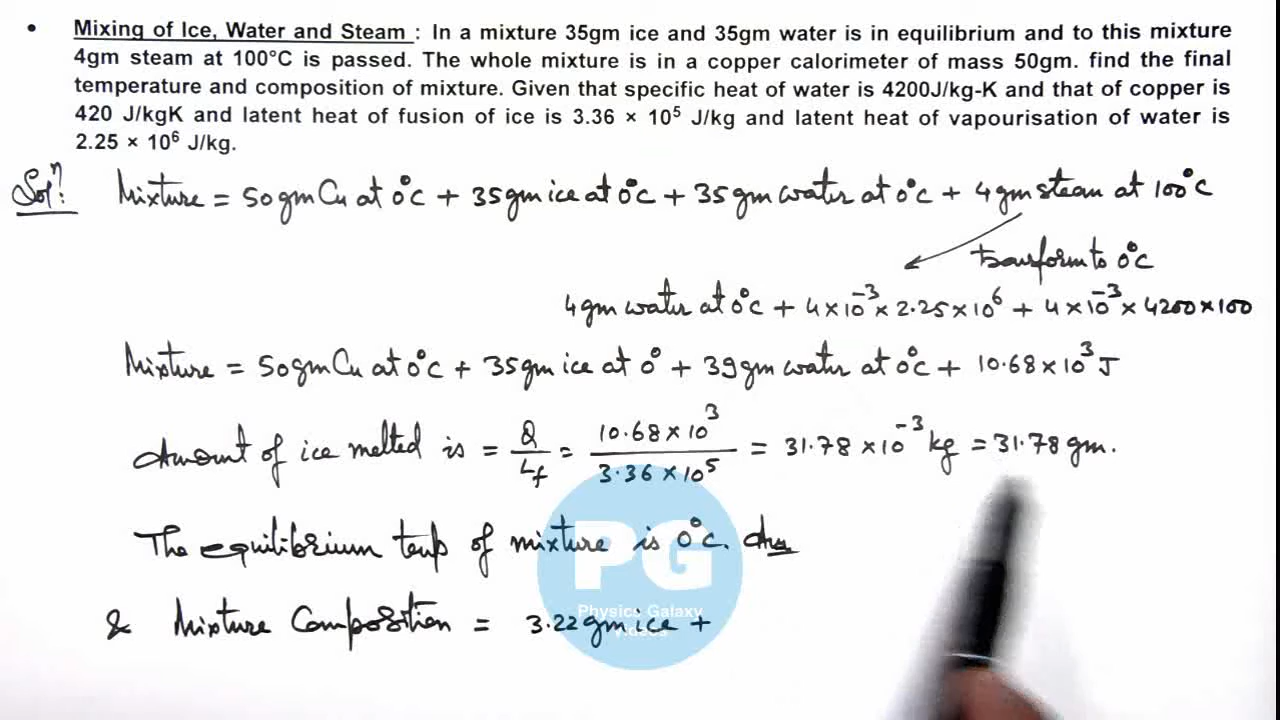 • Mixing of Ice, Water and Steam : In a mixture 35gm ice and 35gm water is in equilibrium and to this mixture
4gm steam at 100°C is passed. The whole mixture is in a copper calorimeter of mass 50gm. find the final
temperature and composition of mixture. Given that specific heat of water is 4200J/kg-K and that of copper is
420 J/kgK and latent heat of fusion of ice is 3.36 × 10⁵ J/kg and latent heat of vapourisation of water is
2.25 × 10⁶ J/kg.
Solⁿ: Mixture = 50gm Cu at 0°C + 35gm ice at 0°C + 35gm water at 0°C + 4gm steam at 100°C
transform to 0°C
4gm water at 0°C + 4×10⁻³ × 2.25×10⁶ + 4×10⁻³ × 4200×100
Mixture = 50gm Cu at 0°C + 35gm ice at 0° + 39gm water at 0°C + 10.68×10³ J
Amount of ice melted is = Q/Lf = 10.68×10³/3.36×10⁵ = 31.78×10⁻³ kg = 31.78gm.
The equilibrium temp of mixture is 0°C. Ans
& Mixture Composition = 3.22gm ice +
PG
Physics Galaxy
Videos